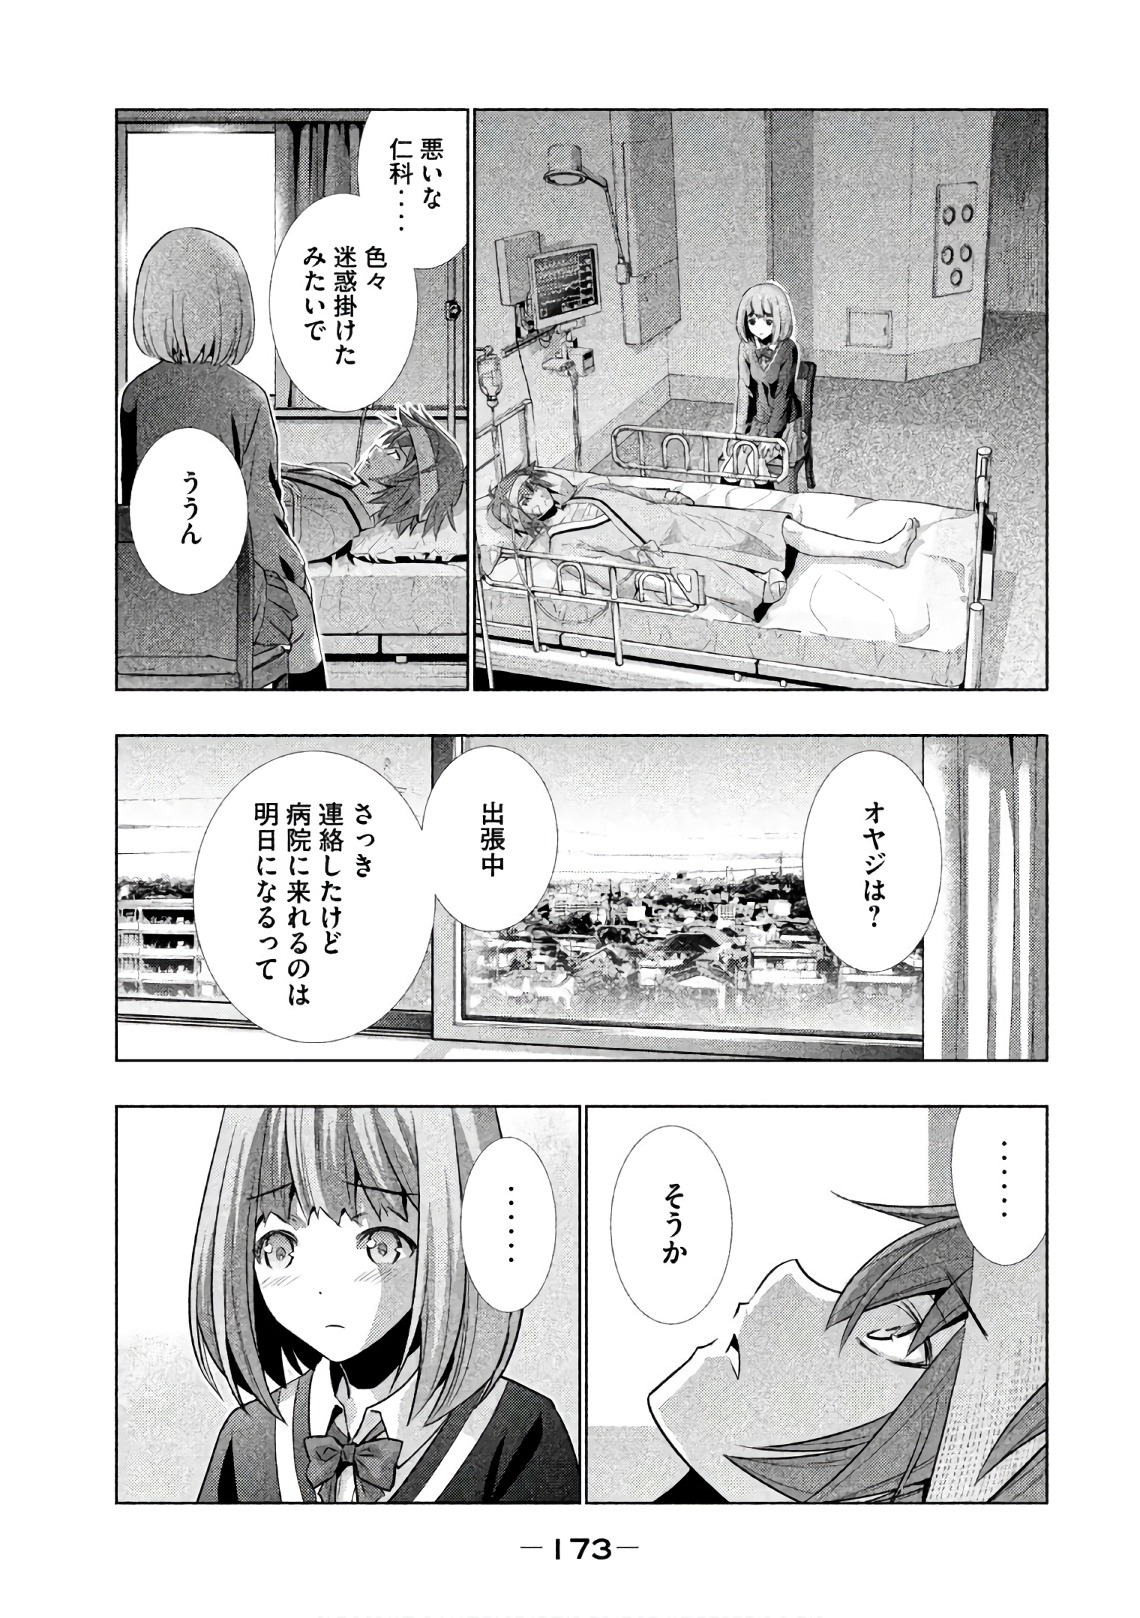 悪いな
仁科‥‥
色々
迷惑掛けた
みたいで
ううん
オヤジは？
出張中
さっき
連絡したけど
病院に来れるのは
明日になるって
‥‥‥
そうか
‥‥‥
—173—